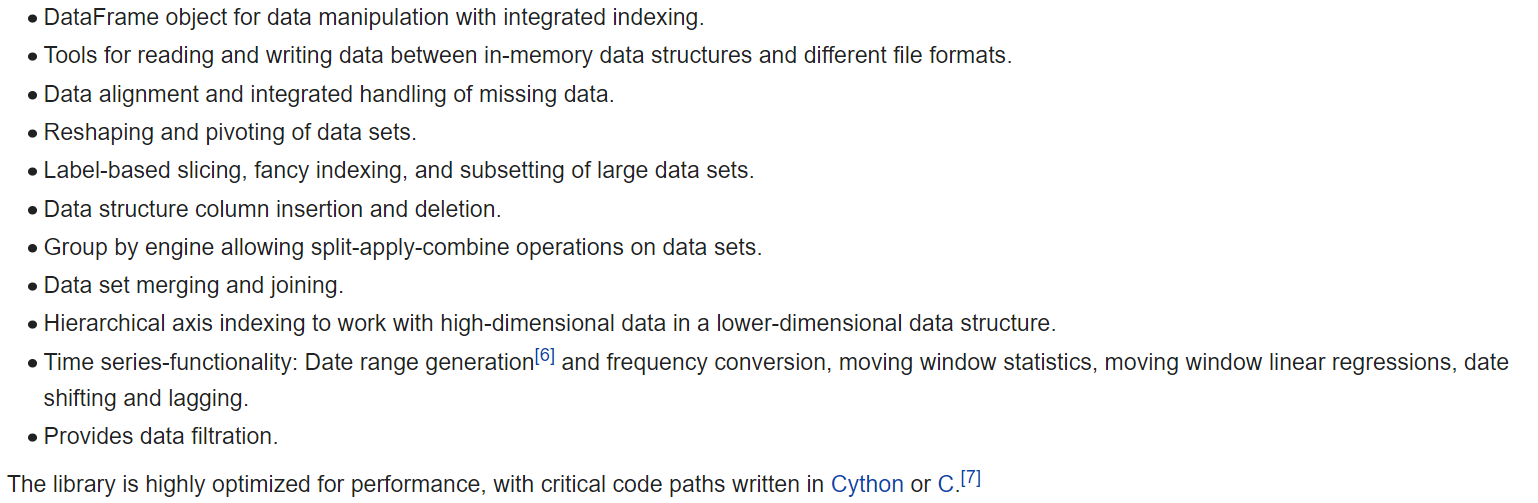 • DataFrame object for data manipulation with integrated indexing.
• Tools for reading and writing data between in-memory data structures and different file formats.
• Data alignment and integrated handling of missing data.
• Reshaping and pivoting of data sets.
• Label-based slicing, fancy indexing, and subsetting of large data sets.
• Data structure column insertion and deletion.
• Group by engine allowing split-apply-combine operations on data sets.
• Data set merging and joining.
• Hierarchical axis indexing to work with high-dimensional data in a lower-dimensional data structure.
• Time series-functionality: Date range generation[6] and frequency conversion, moving window statistics, moving window linear regressions, date
shifting and lagging.
• Provides data filtration.
The library is highly optimized for performance, with critical code paths written in Cython or C.[7]